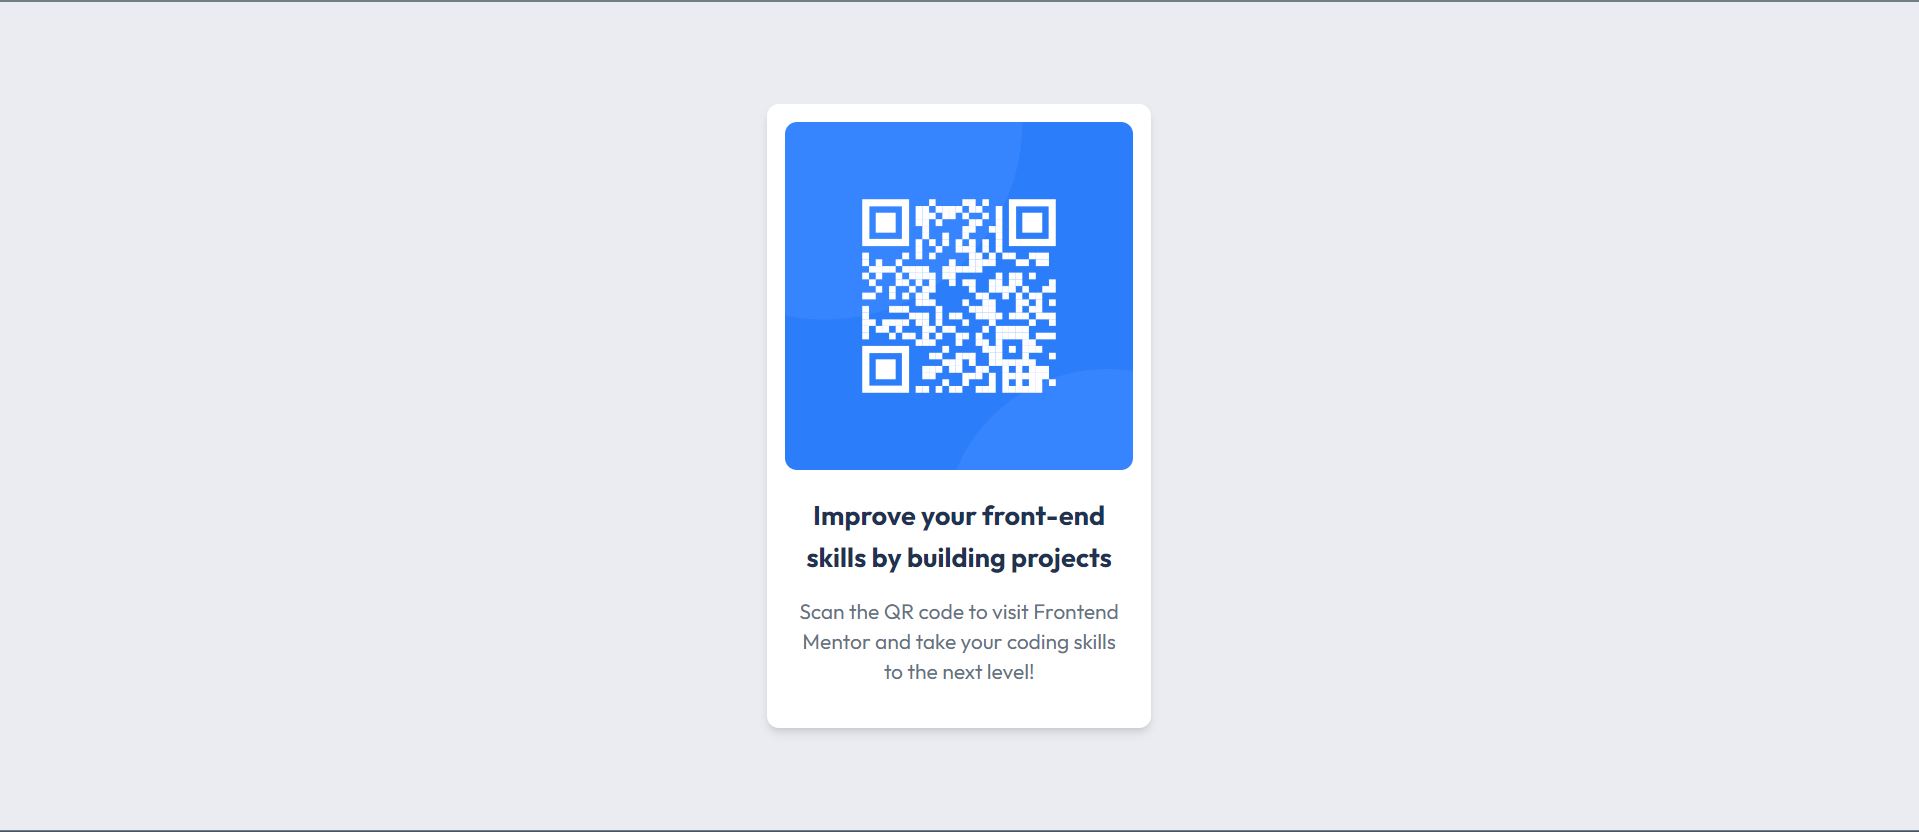 Improve your front-end
skills by building projects
Scan the QR code to visit Frontend
Mentor and take your coding skills
to the next level!